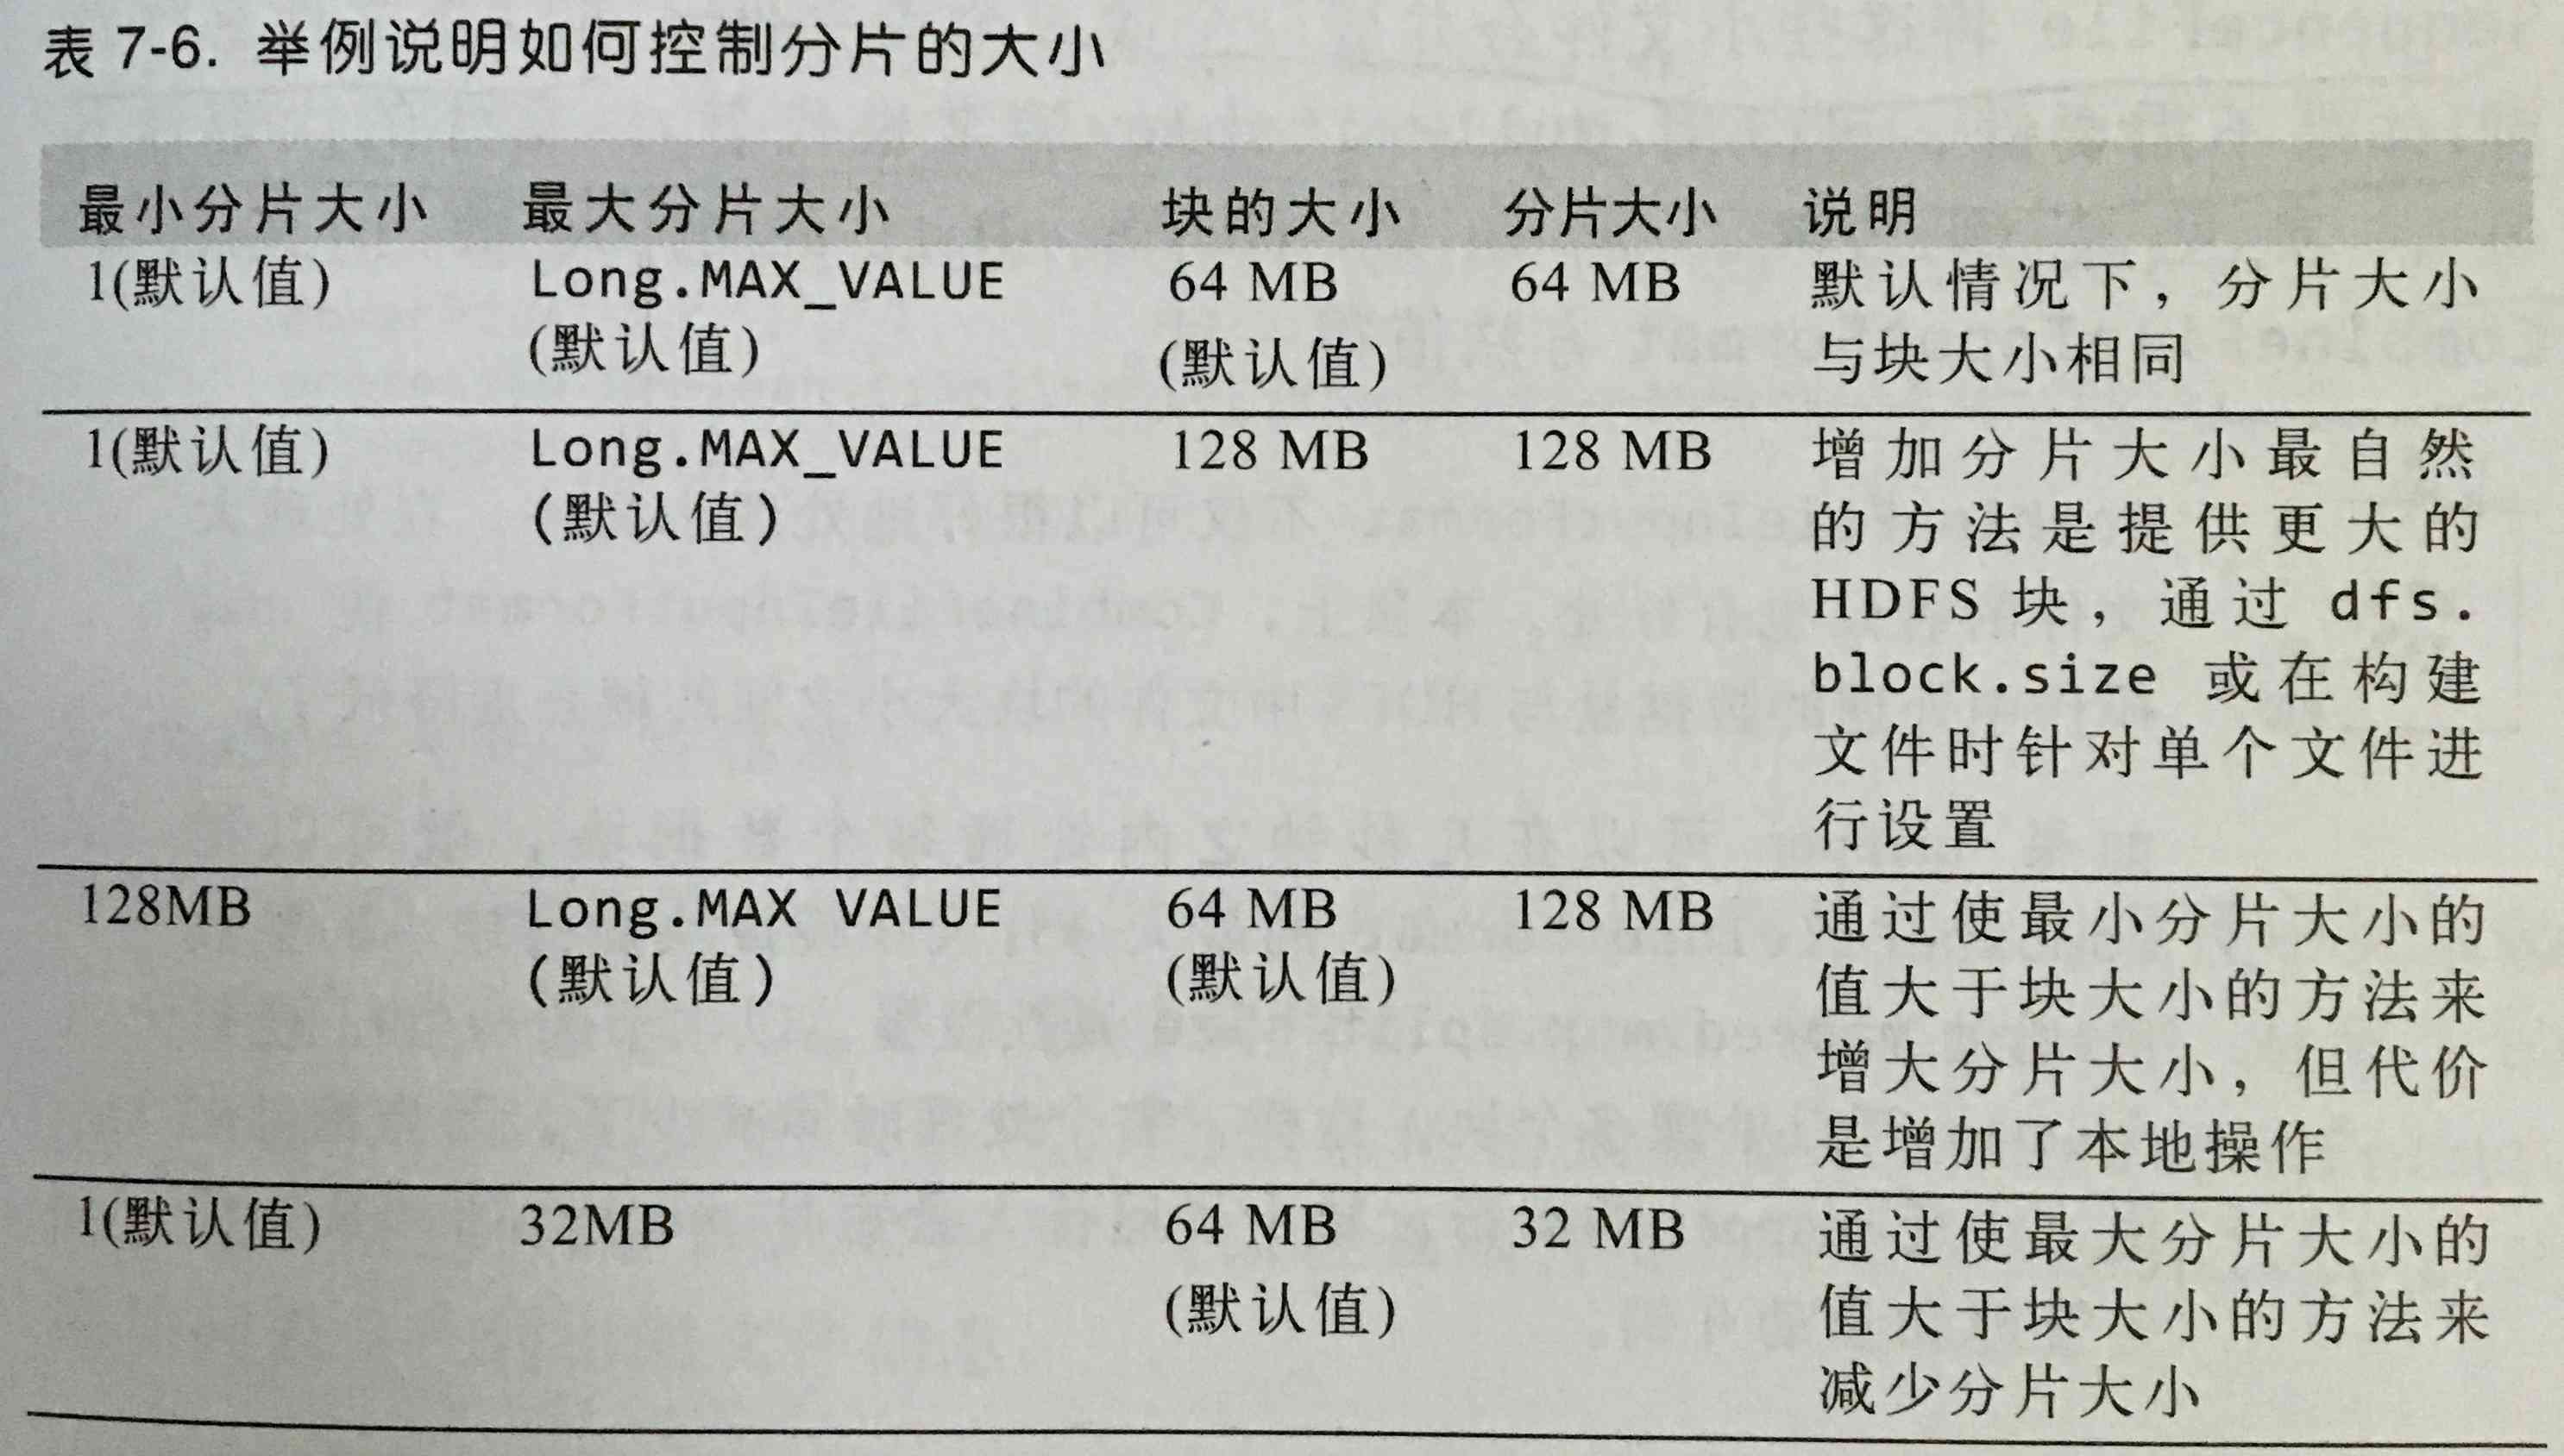 表 7-6. 举例说明如何控制分片的大小
最小分片大小 最大分片大小 块的大小 分片大小 说明
1(默认值) Long.MAX_VALUE 64 MB 64 MB 默认情况下，分片大小
(默认值) (默认值) 与块大小相同
1(默认值) Long.MAX_VALUE 128 MB 128 MB 增加分片大小最自然
(默认值) 的方法是提供更大的
HDFS 块，通过 dfs.
block.size 或在构建
文件时针对单个文件进
行设置
128MB Long.MAX VALUE 64 MB 128 MB 通过使最小分片大小的
(默认值) (默认值) 值大于块大小的方法来
增大分片大小，但代价
是增加了本地操作
1(默认值) 32MB 64 MB 32 MB 通过使最大分片大小的
(默认值) 值大于块大小的方法来
减少分片大小